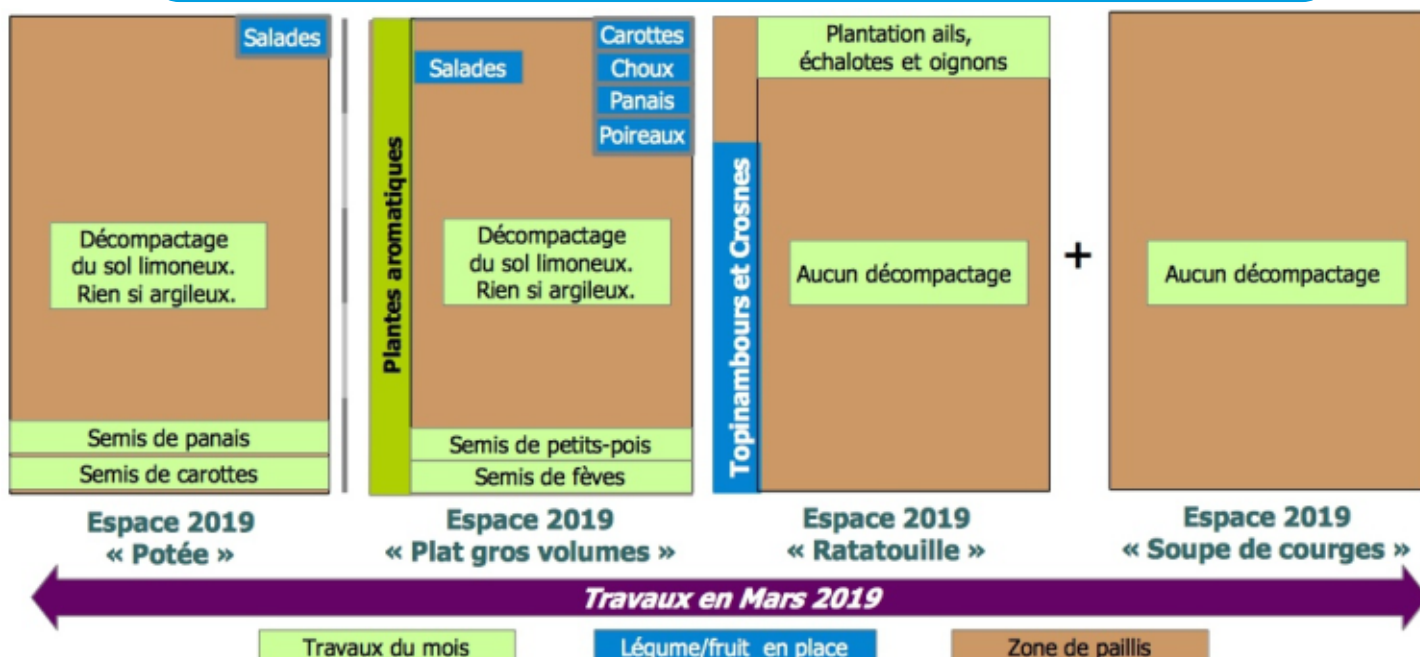 Salades
Décompactage
du sol limoneux.
Rien si argileux.
Semis de panais
Semis de carottes
Espace 2019
« Potée »
Plantes aromatiques
Salades
Carottes
Choux
Panais
Poireaux
Décompactage
du sol limoneux.
Rien si argileux.
Semis de petits-pois
Semis de fèves
Espace 2019
« Plat gros volumes »
Topinambours et Crosnes
Plantation ails,
échalotes et oignons
Aucun décompactage
Espace 2019
« Ratatouille »
+
Aucun décompactage
Espace 2019
« Soupe de courges »
Travaux en Mars 2019
Travaux du mois
Légume/fruit en place
Zone de paillis